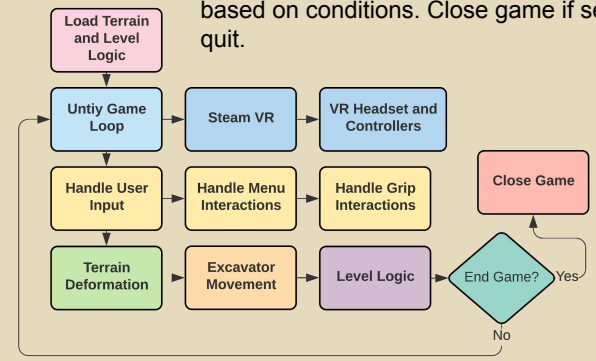 based on conditions. Close game if se
quit.
Load Terrain
and Level
Logic
Untiy Game
Loop
Steam VR
VR Headset and
Controllers
Handle User
Input
Handle Menu
Interactions
Handle Grip
Interactions
Close Game
Terrain
Deformation
Excavator
Movement
Level Logic
End Game?
Yes
No